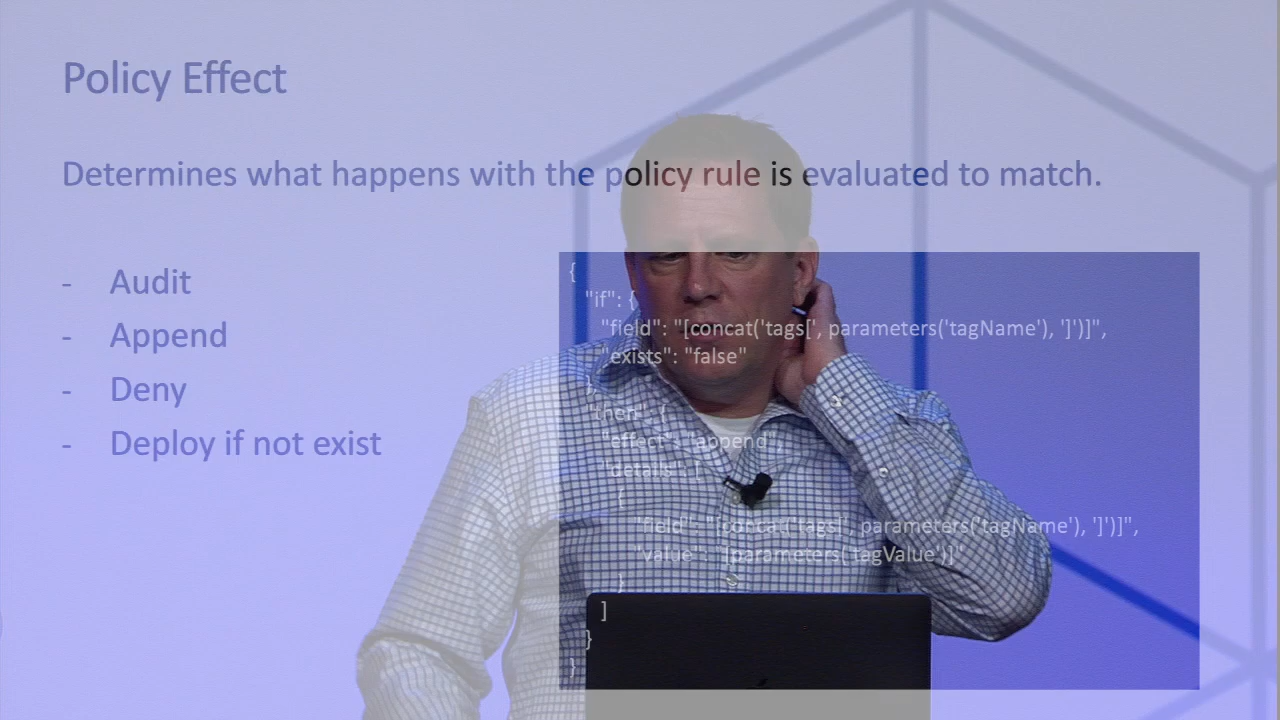 Policy Effect
Determines what happens with the policy rule is evaluated to match.
- Audit
- Append
- Deny
- Deploy if not exist
{
"if": {
"field": "[concat('tags[', parameters('tagName'), ']')]",
"exists": "false"
},
"then": {
"effect": "append",
"details": [
{
"field": "[concat('tags[', parameters('tagName'), ']')]",
"value": "[parameters('tagValue')]"
}
]
}
}